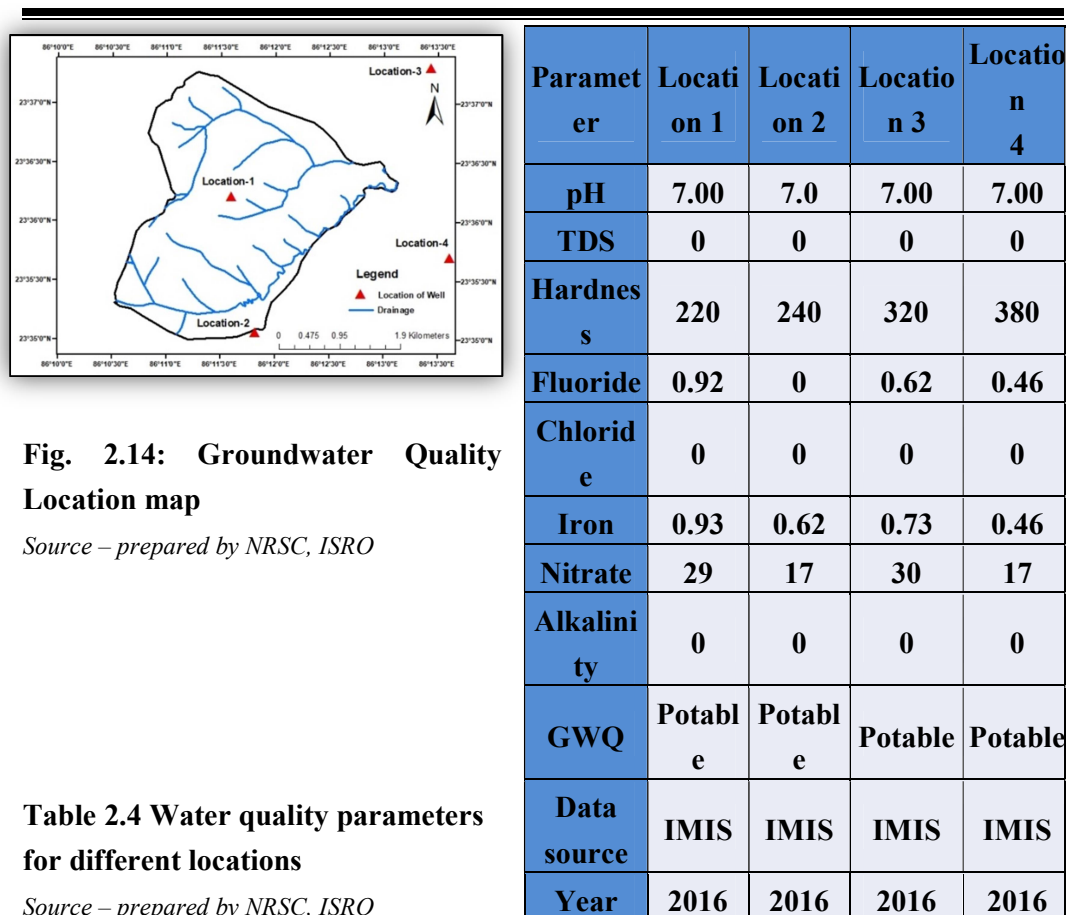 86°10'0"E 86°10'30"E 86°11'0"E 86°11'30"E 86°12'0"E 86°12'30"E 86°13'0"E 86°13'30"E
Location-3
N
23°37'0"N 23°37'0"N
23°36'30"N 23°36'30"N
Location-1
23°36'0"N 23°36'0"N
Location-4
23°35'30"N 23°35'30"N
Legend
Location of Well
Drainage
Location-2
0 0.475 0.95 1.9 Kilometers
23°35'0"N 23°35'0"N
86°10'0"E 86°10'30"E 86°11'0"E 86°11'30"E 86°12'0"E 86°12'30"E 86°13'0"E 86°13'30"E
Fig. 2.14: Groundwater Quality
Location map
Source – prepared by NRSC, ISRO
Table 2.4 Water quality parameters
for different locations
Source – prepared by NRSC, ISRO
Paramet Locati Locati Locatio Locatio
er on 1 on 2 n 3 n
4
pH 7.00 7.0 7.00 7.00
TDS 0 0 0 0
Hardnes
s 220 240 320 380
Fluoride 0.92 0 0.62 0.46
Chlorid
e 0 0 0 0
Iron 0.93 0.62 0.73 0.46
Nitrate 29 17 30 17
Alkalini
ty 0 0 0 0
GWQ Potabl Potabl Potable Potable
e e
Data
source IMIS IMIS IMIS IMIS
Year 2016 2016 2016 2016